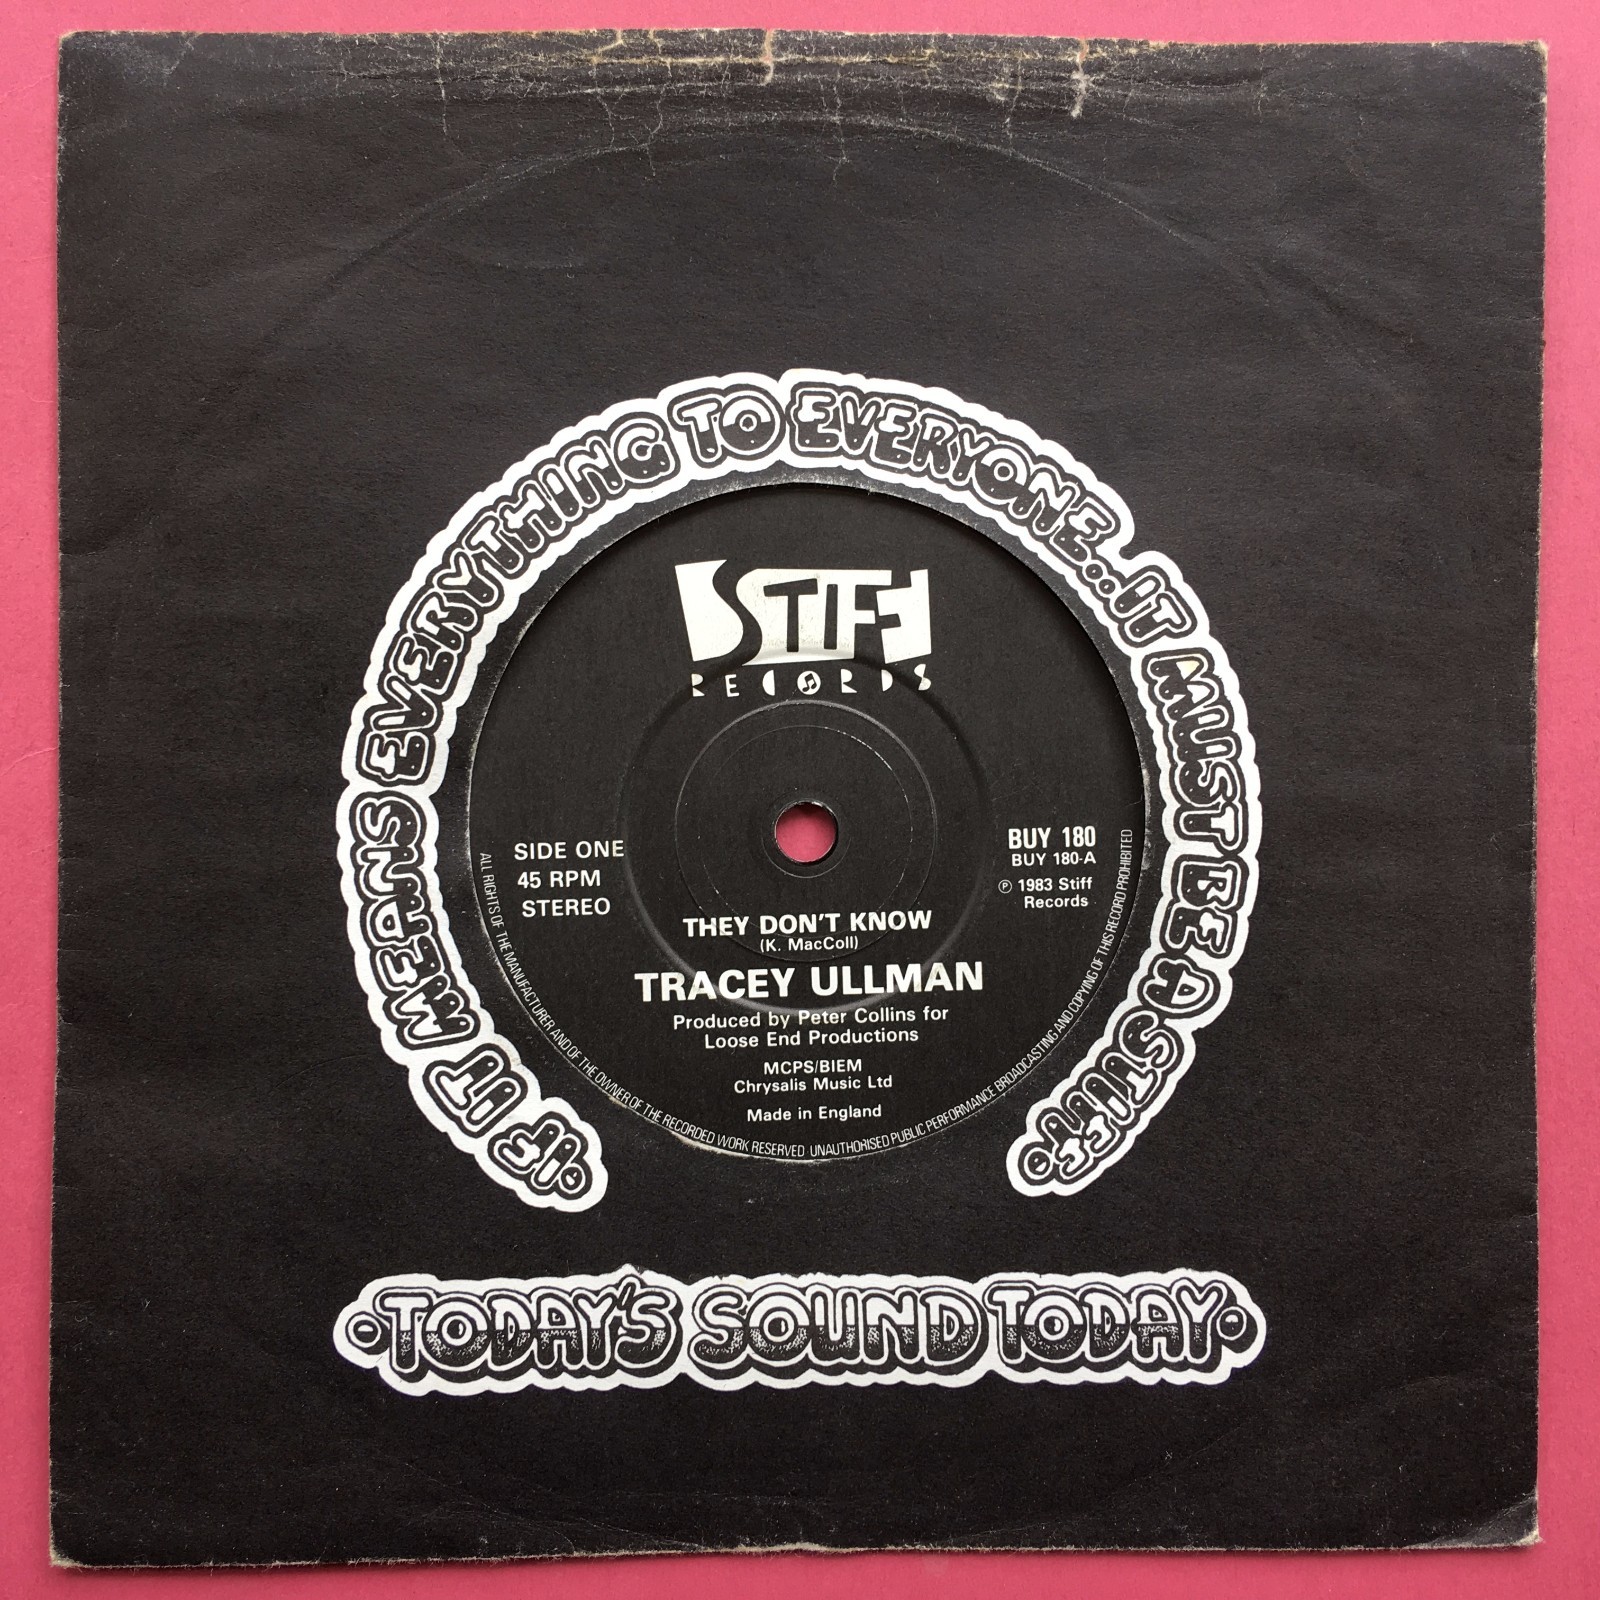 ·IF IT MEANS EVERYTHING TO EVERYONE...IT MUST BE A STIFF·
STIFF
RECORDS
SIDE ONE
45 RPM
STEREO
BUY 180
BUY 180-A
℗ 1983 Stiff
Records
THEY DON'T KNOW
(K. MacColl)
TRACEY ULLMAN
Produced by Peter Collins for
Loose End Productions
MCPS/BIEM
Chrysalis Music Ltd
Made in England
ALL RIGHTS OF THE MANUFACTURER AND OF THE OWNER OF THE RECORDED WORK RESERVED · UNAUTHORISED PUBLIC PERFORMANCE BROADCASTING AND COPYING OF THIS RECORD PROHIBITED
·TODAY'S SOUND TODAY·